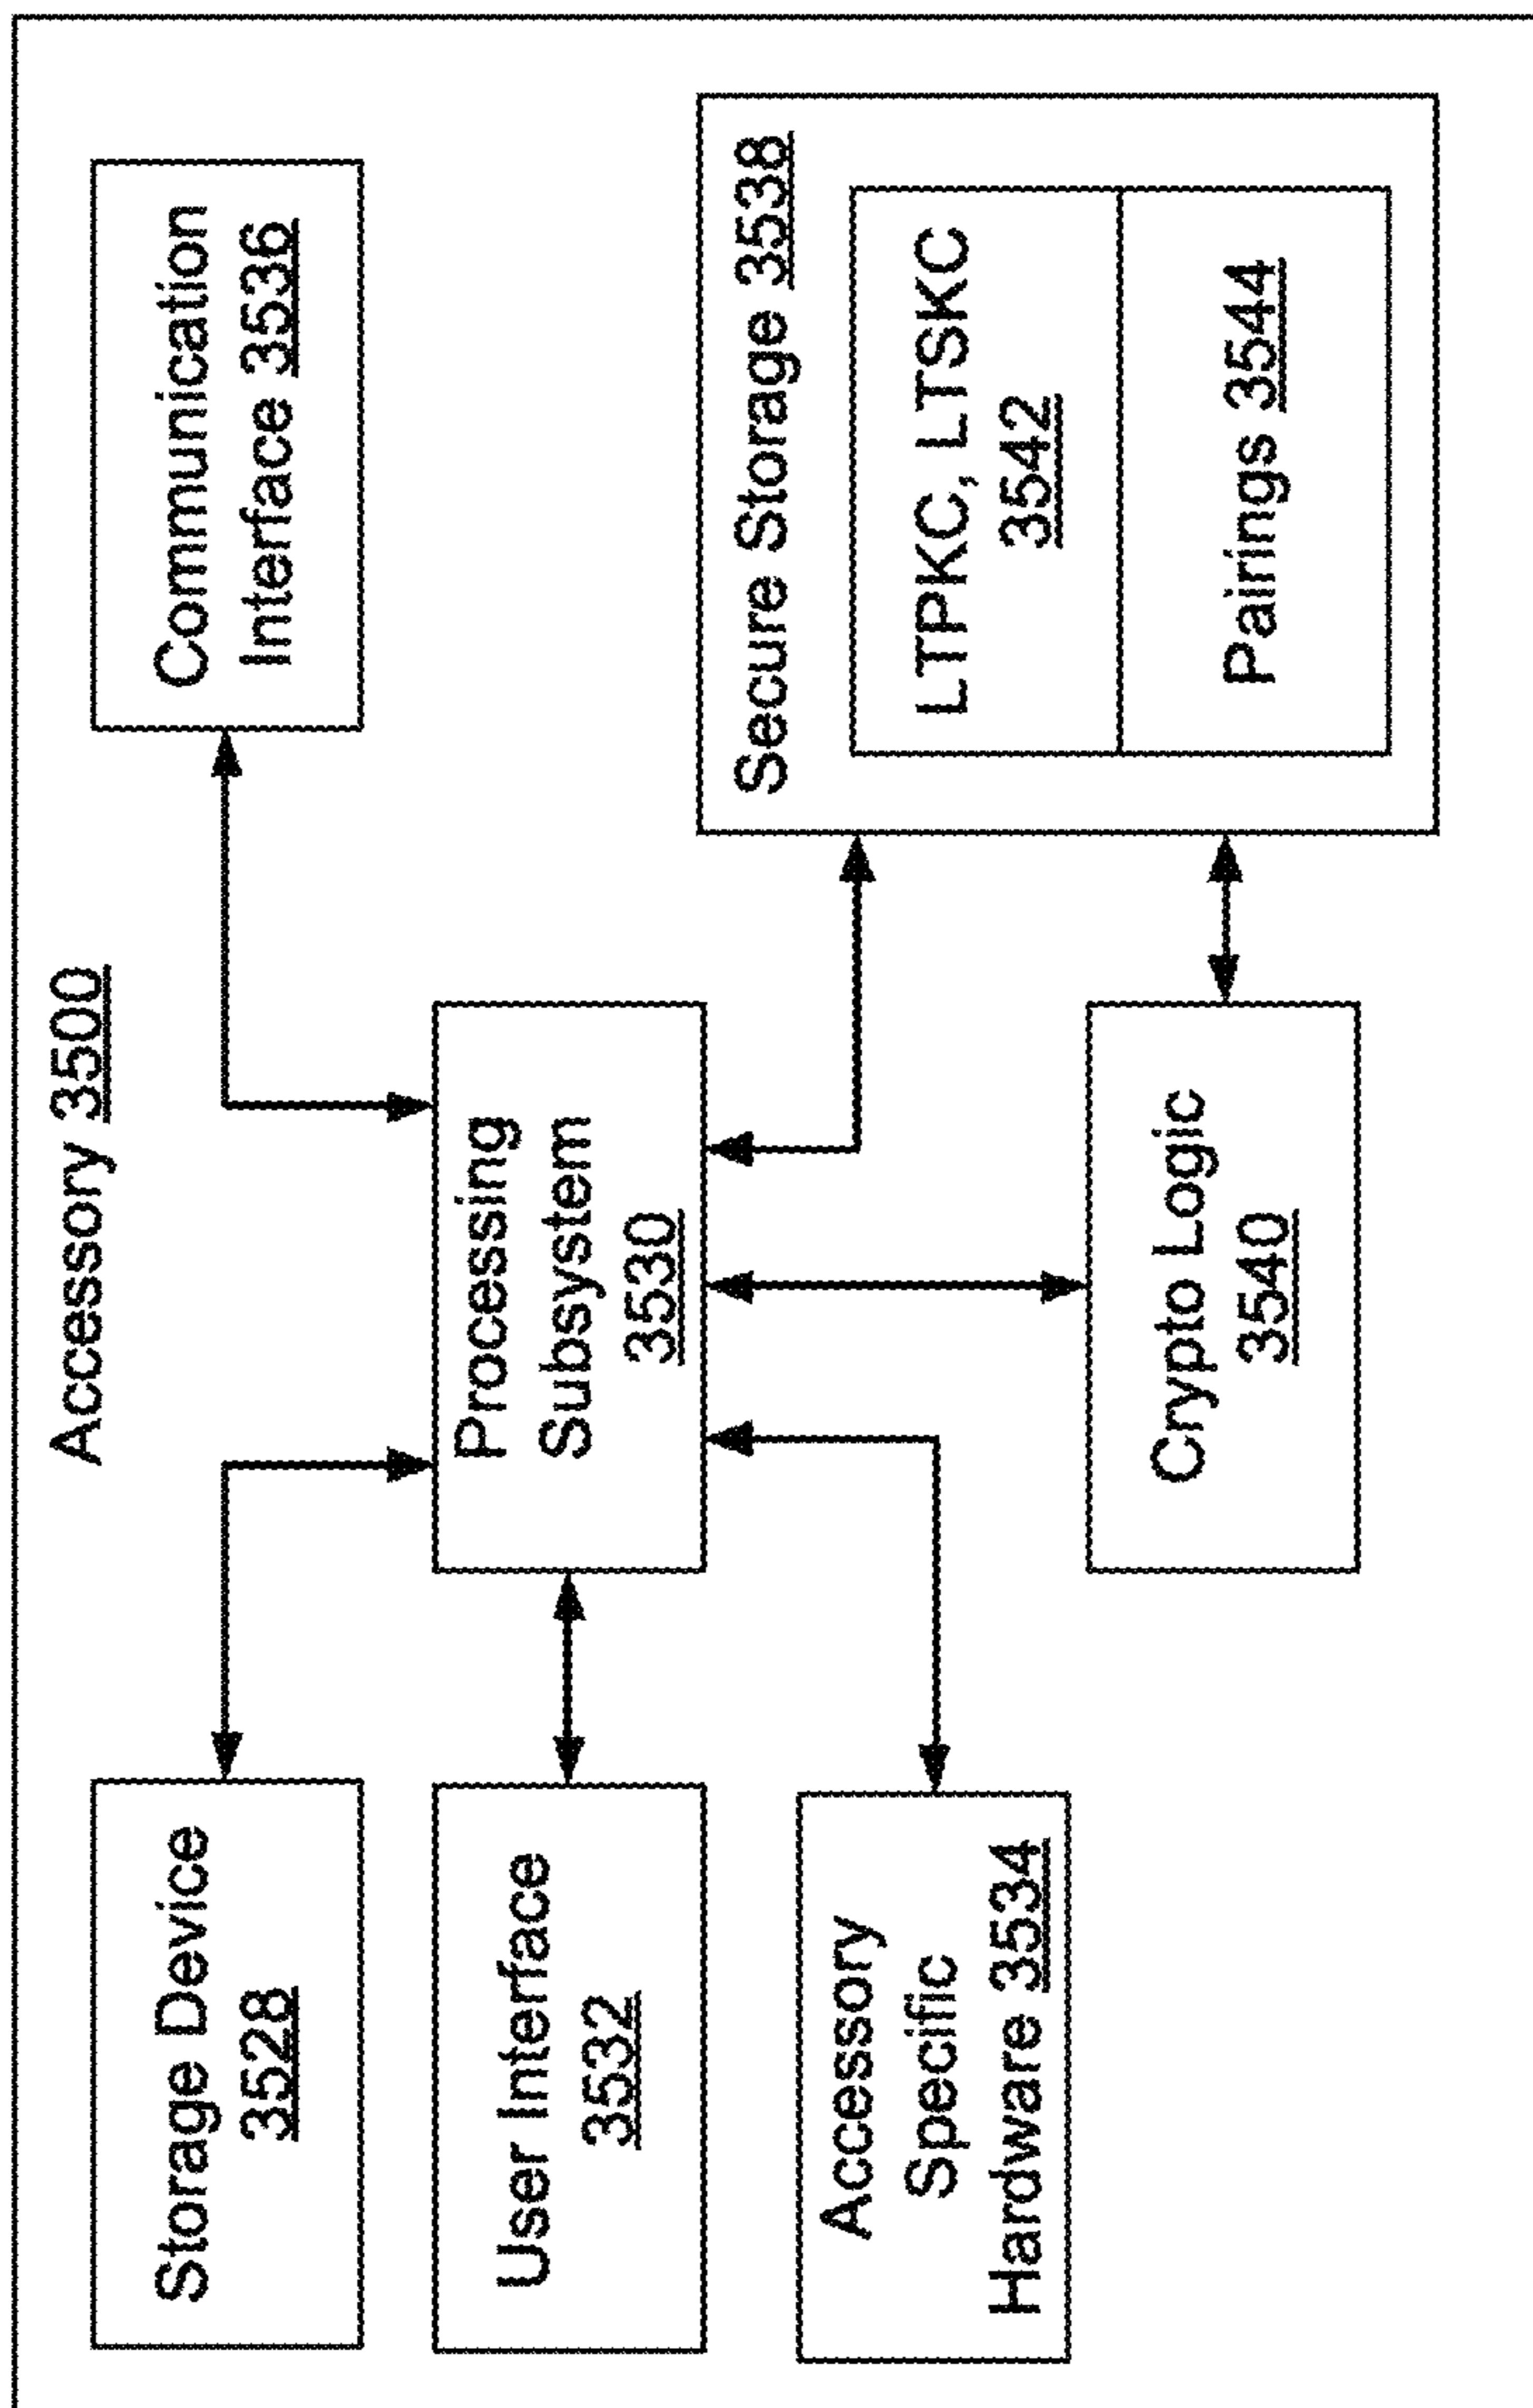 Accessory 3500
Storage Device
3528
Communication
Interface 3536
User Interface
3532
Processing
Subsystem
3530
Accessory
Specific
Hardware 3534
Secure Storage 3538
LTPKC, LTSKC
3542
Pairings 3544
Crypto Logic
3540